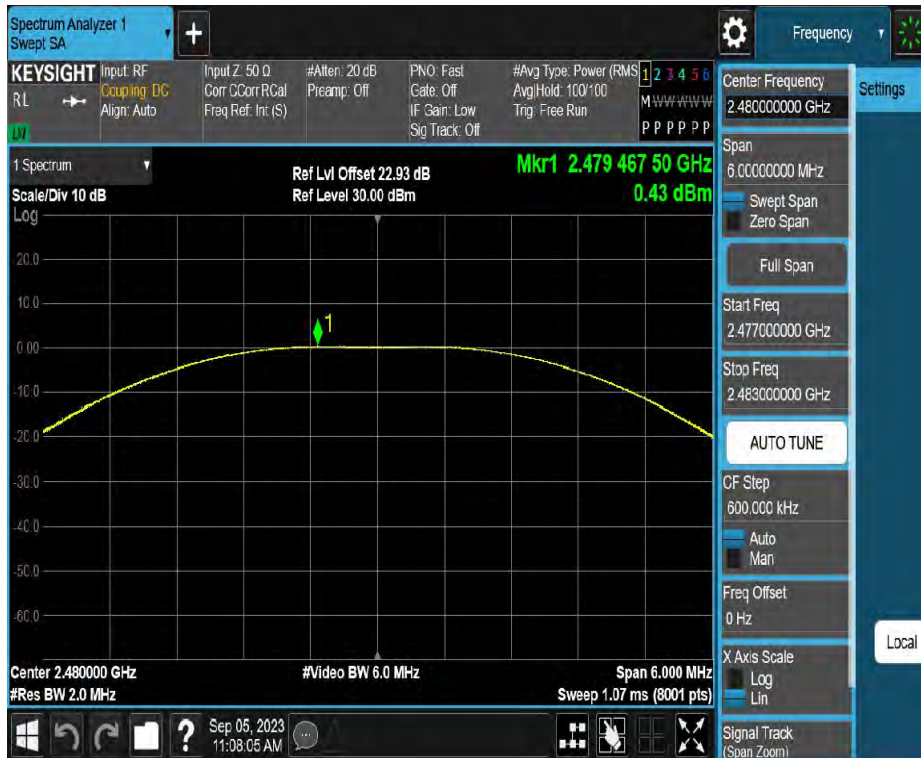 Spectrum Analyzer 1
Swept SA
+
Frequency
KEYSIGHT
RL
LXI
Input: RF
Coupling: DC
Align: Auto
Input Z: 50 Ω
Corr CCorr RCal
Freq Ref: Int (S)
#Atten: 20 dB
Preamp: Off
PNO: Fast
Gate: Off
IF Gain: Low
Sig Track: Off
#Avg Type: Power (RMS
Avg|Hold: 100/100
Trig: Free Run
1 2 3 4 5 6
M W W W W W
P P P P P P
Center Frequency
2.480000000 GHz
Settings
1 Spectrum
Scale/Div 10 dB
Log
Ref Lvl Offset 22.93 dB
Ref Level 30.00 dBm
Mkr1 2.479 467 50 GHz
0.43 dBm
Span
6.00000000 MHz
Swept Span
Zero Span
Full Span
Start Freq
2.477000000 GHz
Stop Freq
2.483000000 GHz
AUTO TUNE
CF Step
600.000 kHz
Auto
Man
Freq Offset
0 Hz
X Axis Scale
Log
Lin
Signal Track
(Span Zoom)
Local
20.0
10.0
1
0.00
-10.0
-20.0
-30.0
-40.0
-50.0
-60.0
Center 2.480000 GHz
#Res BW 2.0 MHz
#Video BW 6.0 MHz
Span 6.000 MHz
Sweep 1.07 ms (8001 pts)
?
Sep 05, 2023
11:08:05 AM